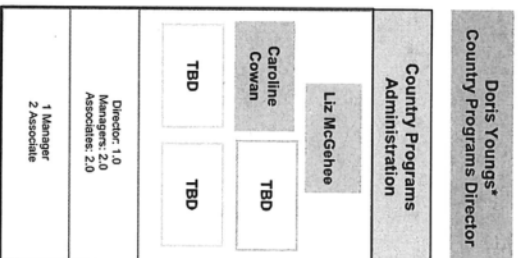 Doris Youngs*
Country Programs Director
Country Programs
Administration
Liz McGehee
Caroline
Cowan
TBD
TBD
TBD
Director: 1.0
Managers: 2.0
Associates: 2.0
1 Manager
2 Associate